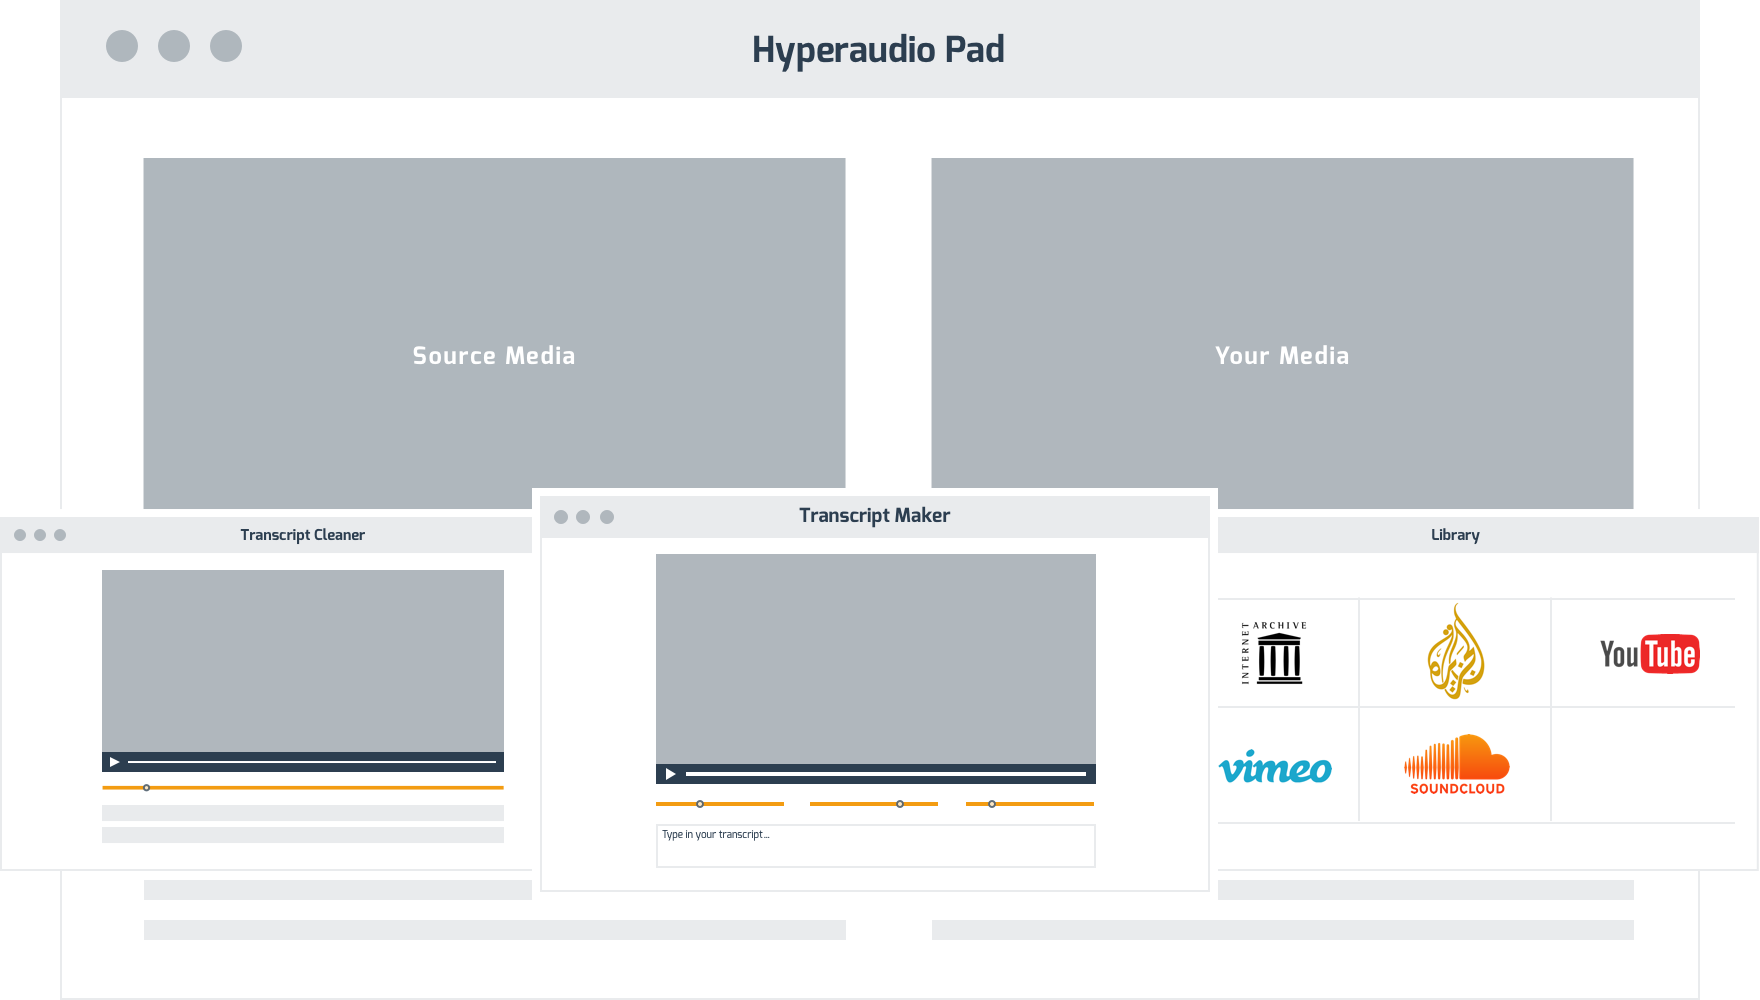 Hyperaudio Pad
Source Media
Your Media
Transcript Cleaner
Transcript Maker
Library
INTERNET ARCHIVE
الجزيرة
YouTube
vimeo
SOUNDCLOUD
Type in your transcript...